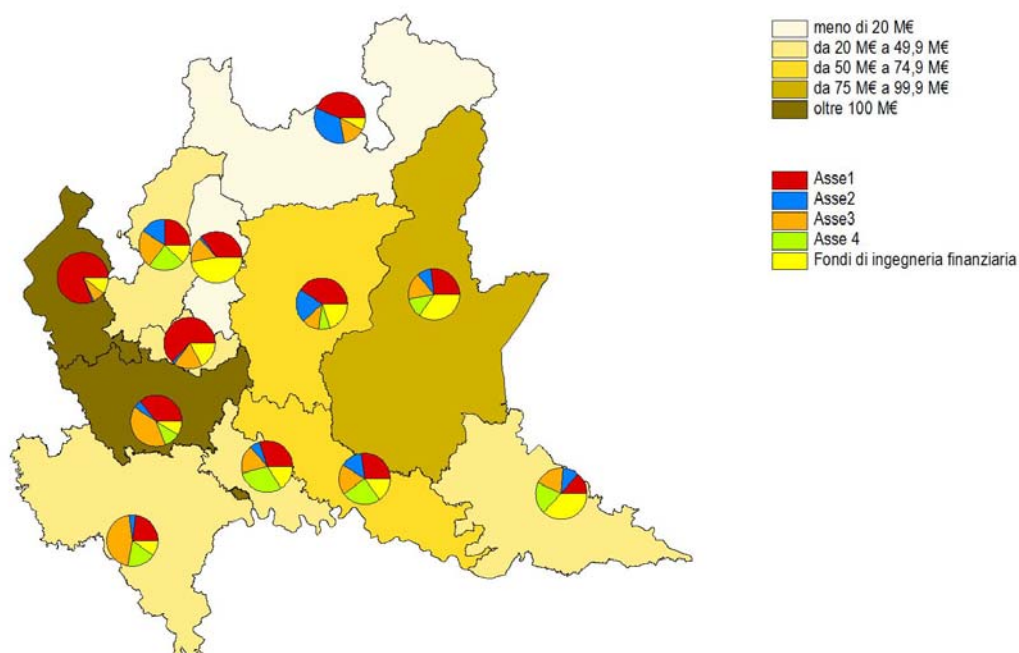 meno di 20 M€
da 20 M€ a 49,9 M€
da 50 M€ a 74,9 M€
da 75 M€ a 99,9 M€
oltre 100 M€
Asse1
Asse2
Asse3
Asse 4
Fondi di ingegneria finanziaria